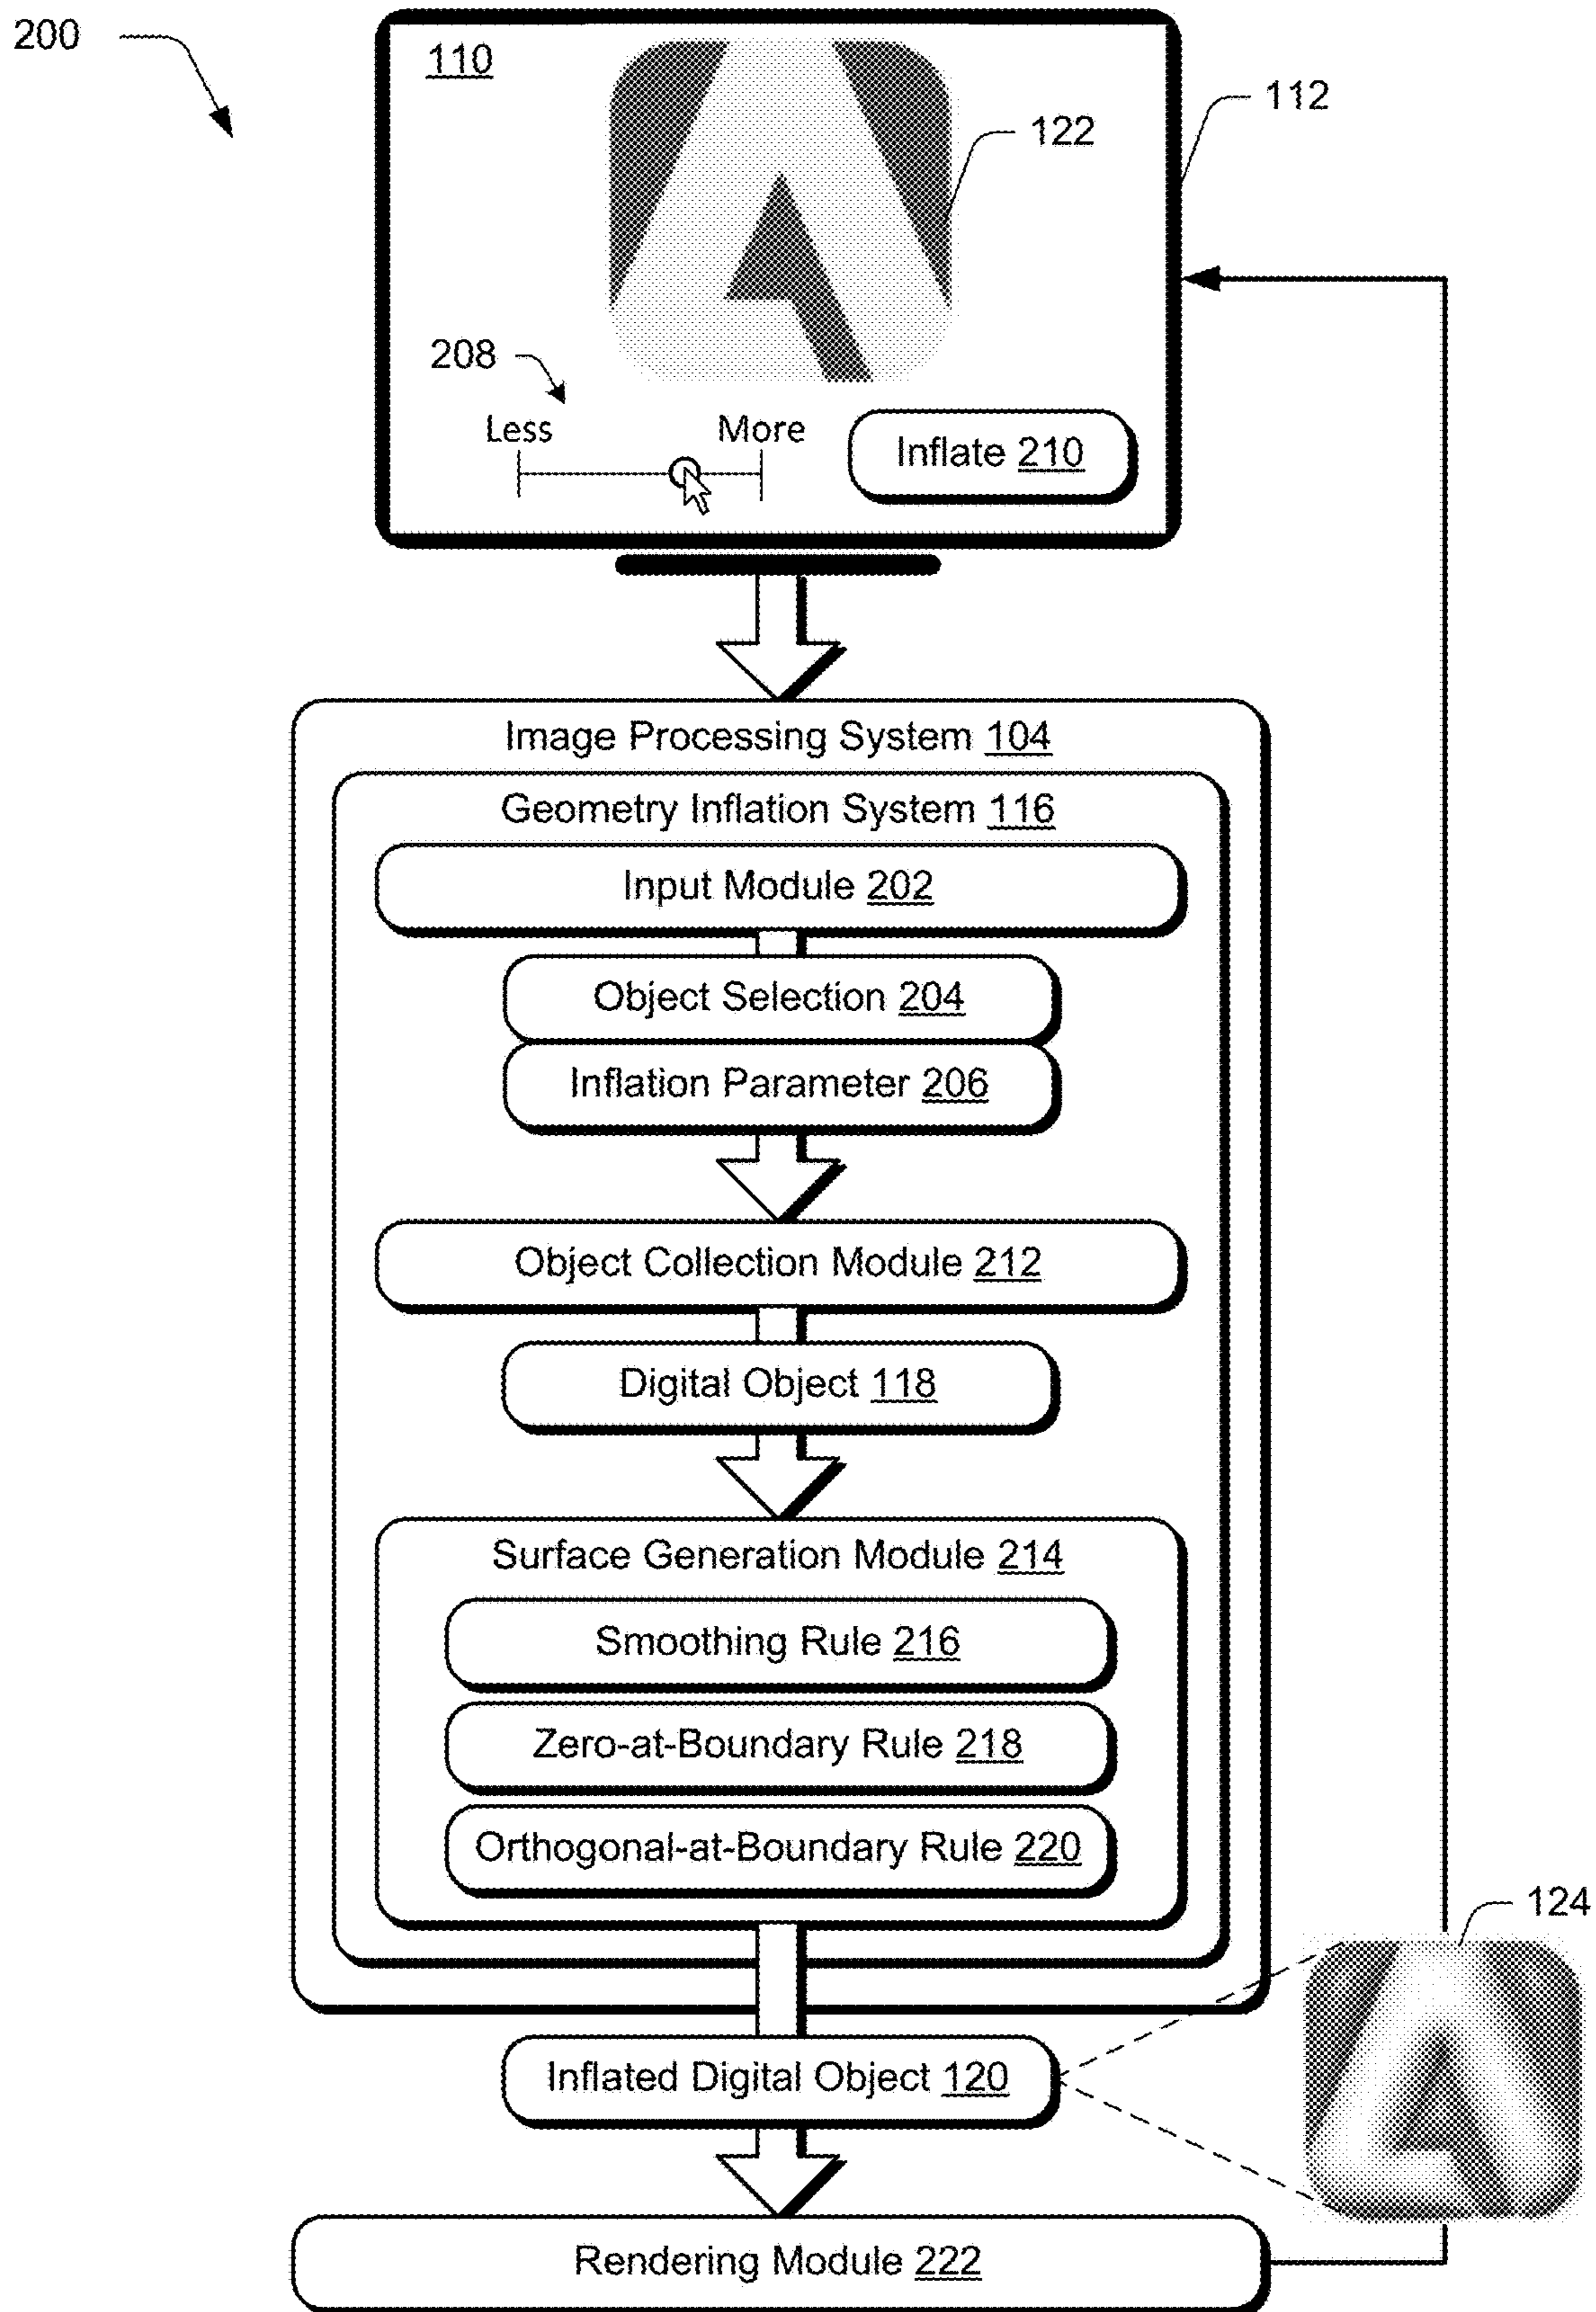 200
110
112
122
208
Less More
Inflate 210
Image Processing System 104
Geometry Inflation System 116
Input Module 202
Object Selection 204
Inflation Parameter 206
Object Collection Module 212
Digital Object 118
Surface Generation Module 214
Smoothing Rule 216
Zero-at-Boundary Rule 218
Orthogonal-at-Boundary Rule 220
124
Inflated Digital Object 120
Rendering Module 222